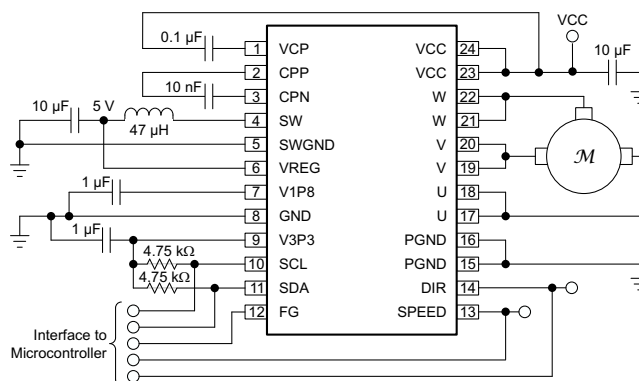 VCC
0.1 µF
10 µF
1 VCP VCC 24
2 CPP VCC 23
10 nF
3 CPN W 22
10 µF
5 V
47 µH
4 SW W 21
5 SWGND V 20
6 VREG V 19
M
1 µF
7 V1P8 U 18
8 GND U 17
1 µF
9 V3P3 PGND 16
4.75 kΩ
10 SCL PGND 15
4.75 kΩ
11 SDA DIR 14
12 FG SPEED 13
Interface to
Microcontroller